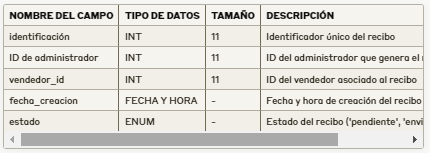 NOMBRE DEL CAMPO TIPO DE DATOS TAMAÑO DESCRIPCIÓN
identificación INT 11 Identificador único del recibo
ID de administrador INT 11 ID del administrador que genera el
vendedor_id INT 11 ID del vendedor asociado al recibo
fecha_creacion FECHA Y HORA - Fecha y hora de creación del recibo
estado ENUM - Estado del recibo ('pendiente', 'envi